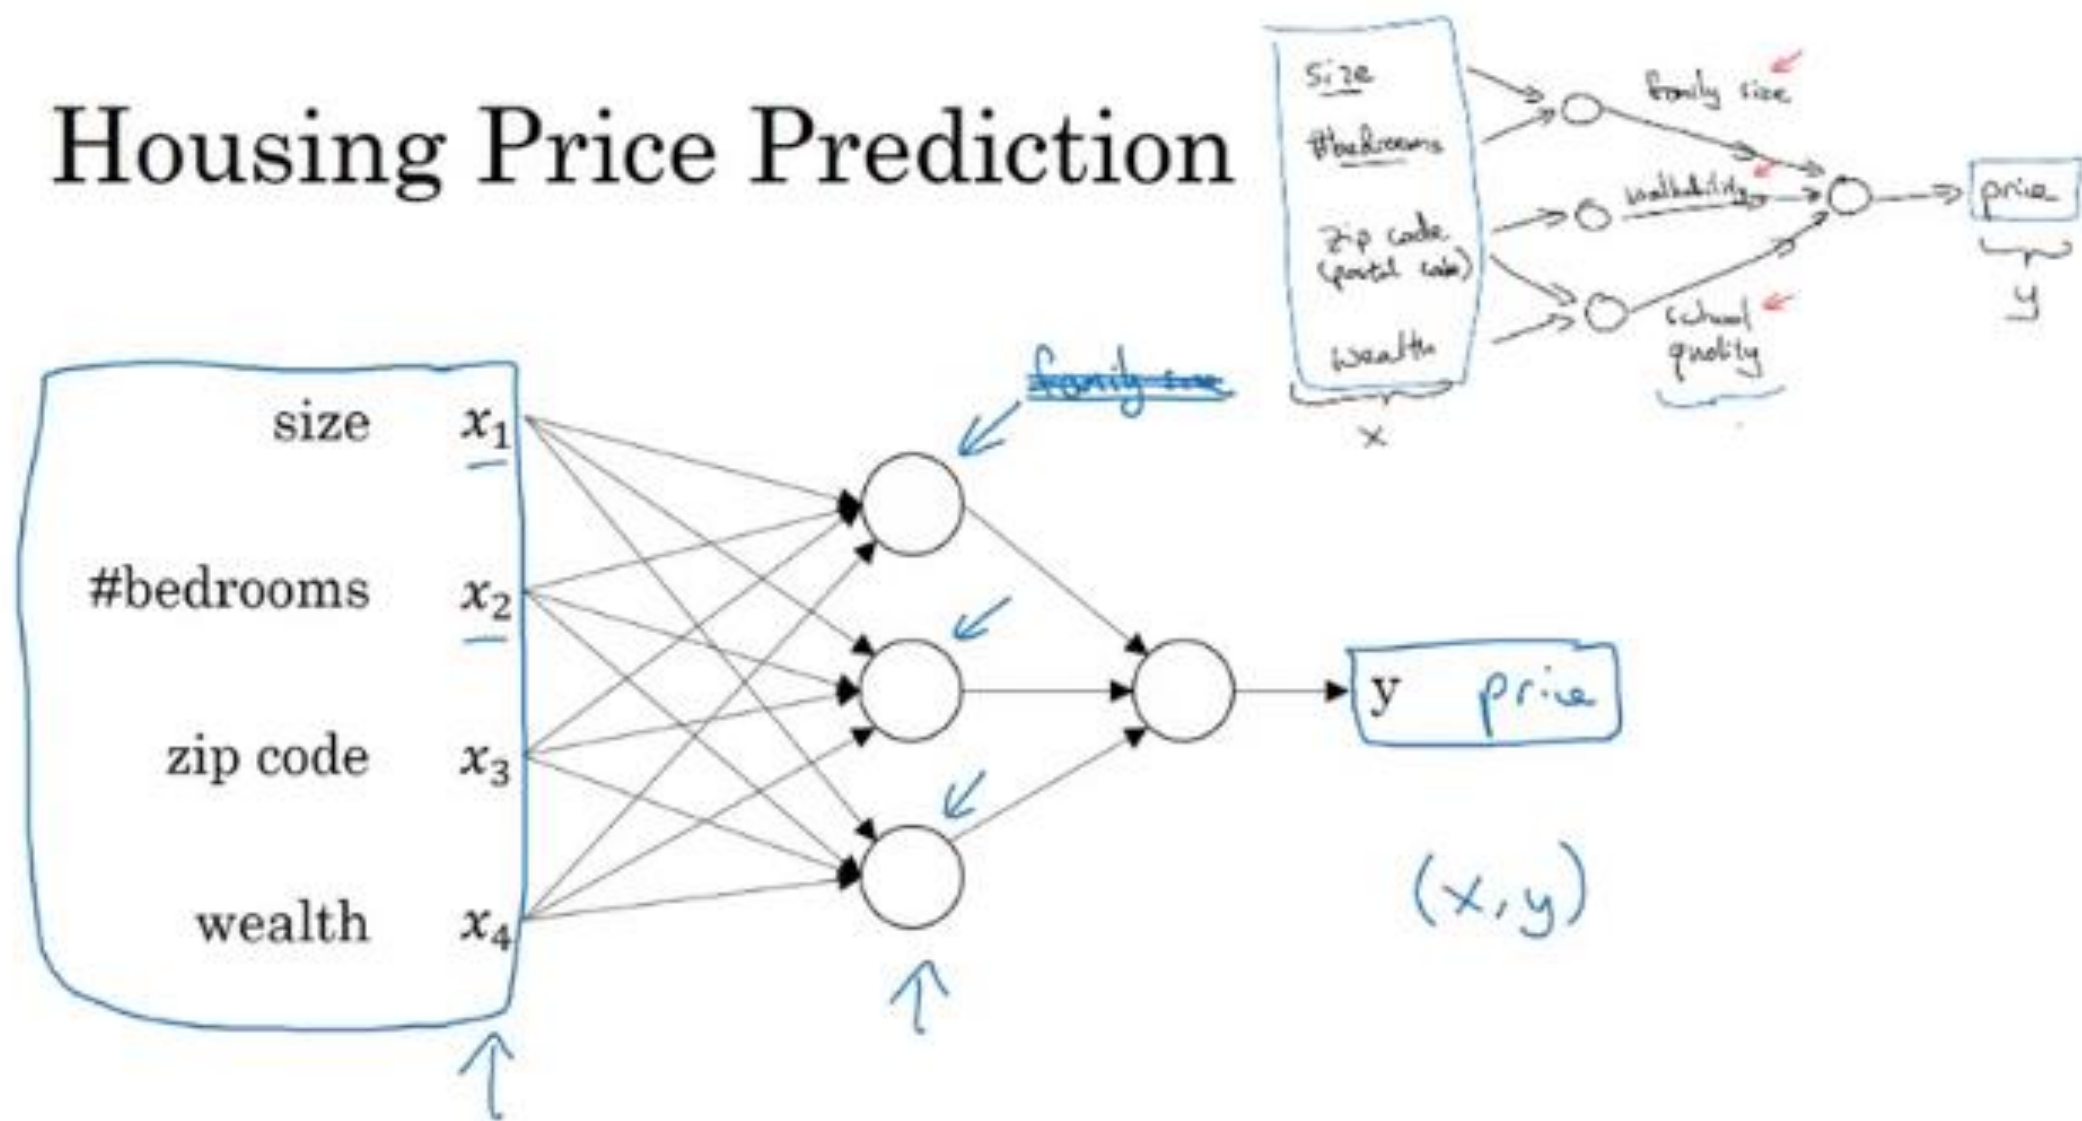 Housing Price Prediction
size
#bedrooms
zip code
(postal code)
wealth
x
family size
walkability
school
quality
price
y
family size
size x₁
#bedrooms x₂
zip code x₃
wealth x₄
y price
(x, y)